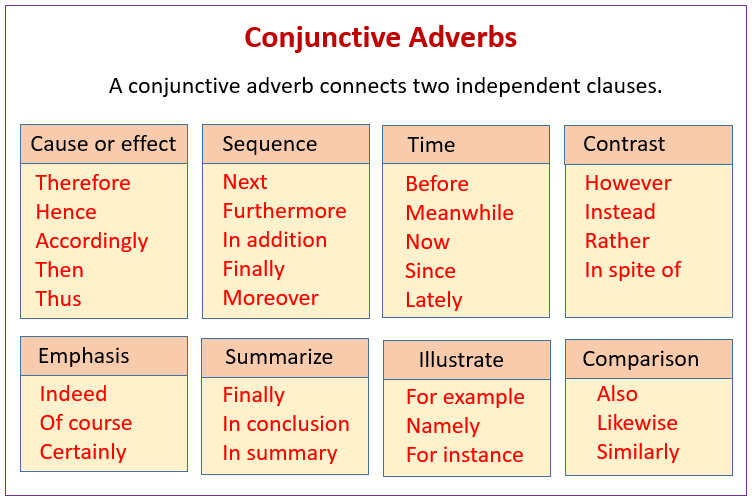 Conjunctive Adverbs
A conjunctive adverb connects two independent clauses.
Cause or effect
Therefore
Hence
Accordingly
Then
Thus
Sequence
Next
Furthermore
In addition
Finally
Moreover
Time
Before
Meanwhile
Now
Since
Lately
Contrast
However
Instead
Rather
In spite of
Emphasis
Indeed
Of course
Certainly
Summarize
Finally
In conclusion
In summary
Illustrate
For example
Namely
For instance
Comparison
Also
Likewise
Similarly